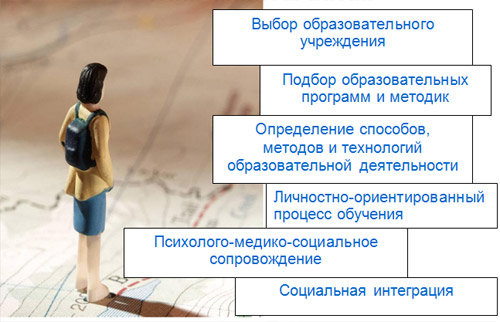 Выбор образовательного
учреждения
Подбор образовательных
программ и методик
Определение способов,
методов и технологий
образовательной деятельности
Личностно-ориентированный
процесс обучения
Психолого-медико-социальное
сопровождение
Социальная интеграция